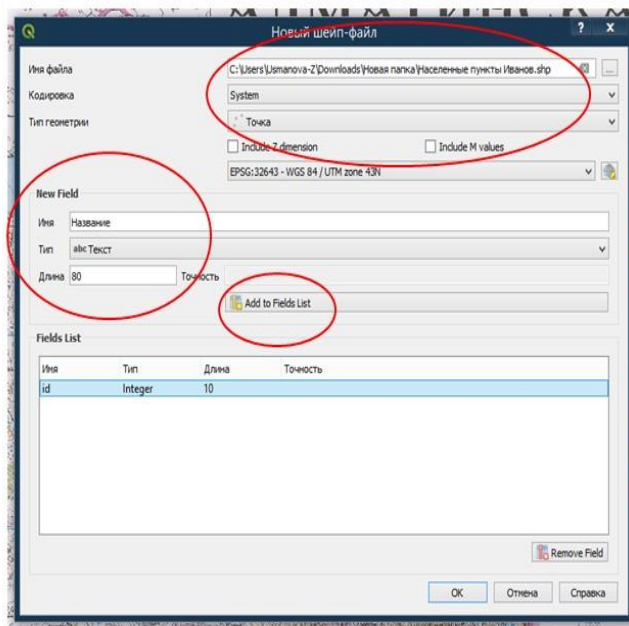 Новый шейп-файл
? X
Имя файла C:\Users\Usmanova-Z\Downloads\Новая папка\Населенные пункты Иванов.shp ...
Кодировка System
Тип геометрии Точка
Include Z dimension Include M values
EPSG:32643 - WGS 84 / UTM zone 43N
New Field
Имя Название
Тип abc Текст
Длина 80 Точность
Add to Fields List
Fields List
Имя Тип Длина Точность
id Integer 10
Remove Field
OK Отмена Справка